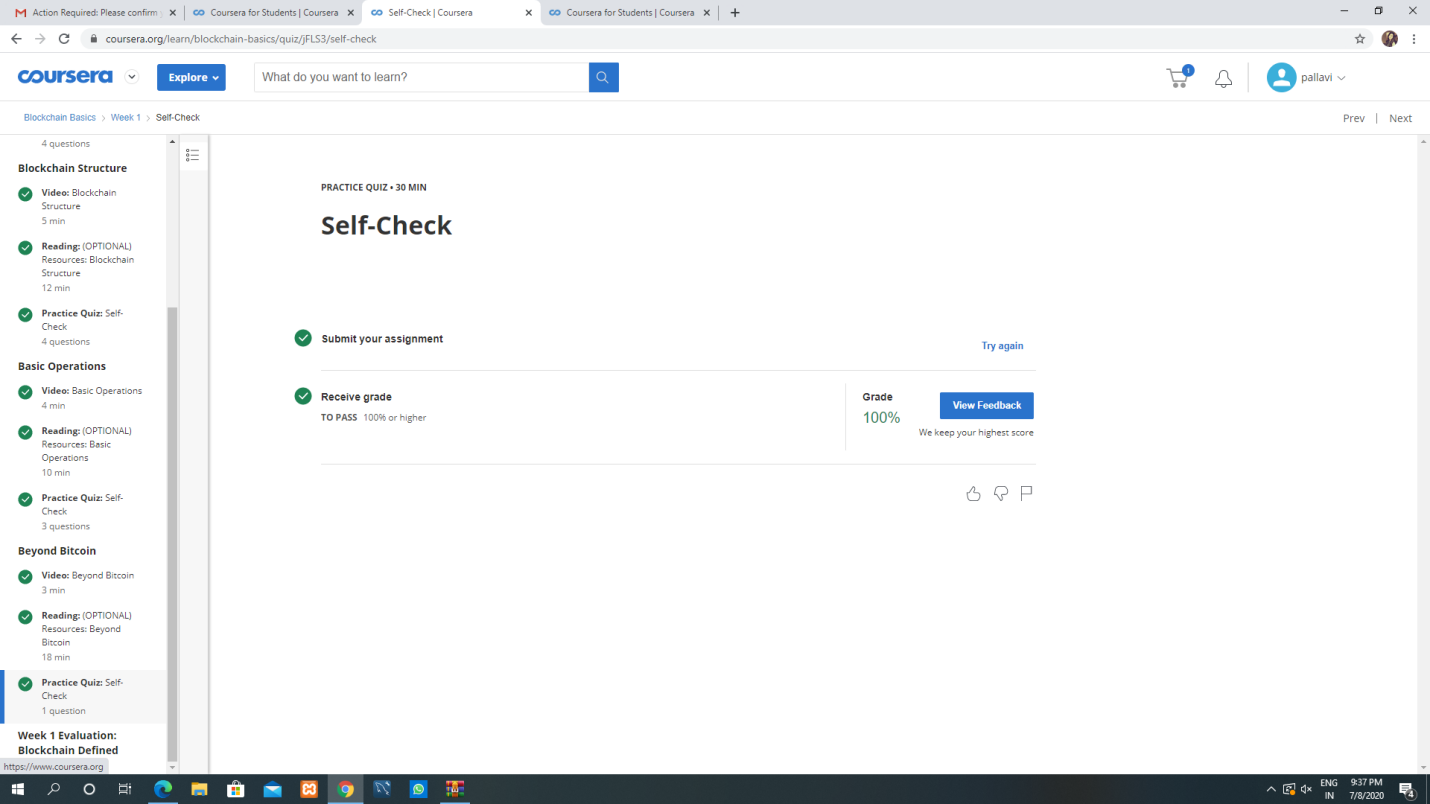 Action Required: Please confirm
Coursera for Students | Coursera
Self-Check | Coursera
Coursera for Students | Coursera
coursera.org/learn/blockchain-basics/quiz/jFLS3/self-check
coursera
Explore
What do you want to learn?
1
pallavi
Blockchain Basics > Week 1 > Self-Check
Prev | Next
4 questions
Blockchain Structure
Video: Blockchain
Structure
5 min
Reading: (OPTIONAL)
Resources: Blockchain
Structure
12 min
Practice Quiz: Self-
Check
4 questions
Basic Operations
Video: Basic Operations
4 min
Reading: (OPTIONAL)
Resources: Basic
Operations
10 min
Practice Quiz: Self-
Check
3 questions
Beyond Bitcoin
Video: Beyond Bitcoin
3 min
Reading: (OPTIONAL)
Resources: Beyond
Bitcoin
18 min
Practice Quiz: Self-
Check
1 question
Week 1 Evaluation:
Blockchain Defined
https://www.coursera.org
PRACTICE QUIZ • 30 MIN
Self-Check
Submit your assignment
Try again
Receive grade
TO PASS 100% or higher
Grade
100%
View Feedback
We keep your highest score
ENG
IN
9:37 PM
7/8/2020
4